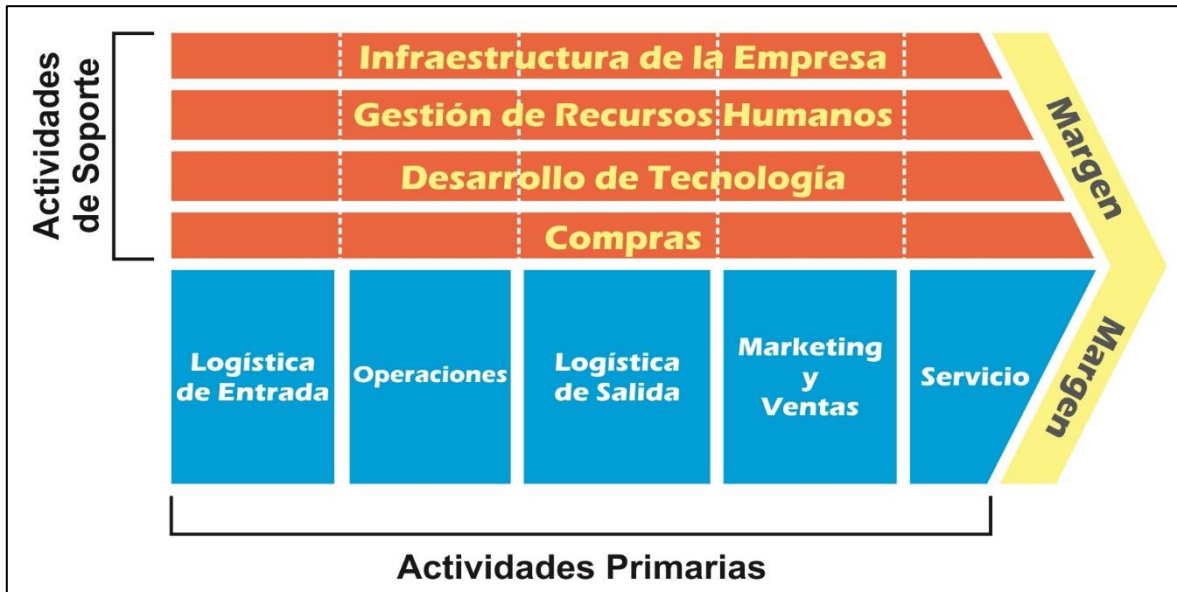 Actividades
de Soporte
Infraestructura de la Empresa
Gestión de Recursos Humanos
Desarrollo de Tecnología
Compras
Margen
Logística
de Entrada
Operaciones
Logística
de Salida
Marketing
y
Ventas
Servicio
Margen
Actividades Primarias